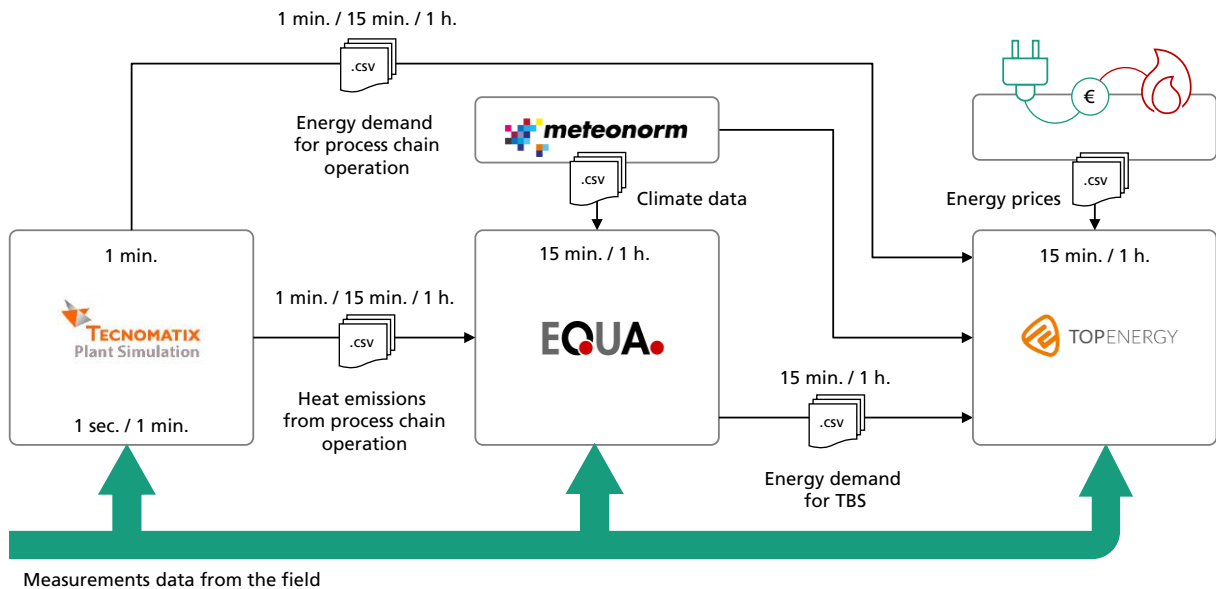 1 min. / 15 min. / 1 h.
.csv
Energy demand
for process chain
operation
meteonorm
.csv
Climate data
€
.csv
Energy prices
1 min.
TECNOMATIX
Plant Simulation
1 sec. / 1 min.
1 min. / 15 min. / 1 h.
.csv
Heat emissions
from process chain
operation
15 min. / 1 h.
EQUA.
15 min. / 1 h.
.csv
Energy demand
for TBS
15 min. / 1 h.
TOPENERGY
Measurements data from the field